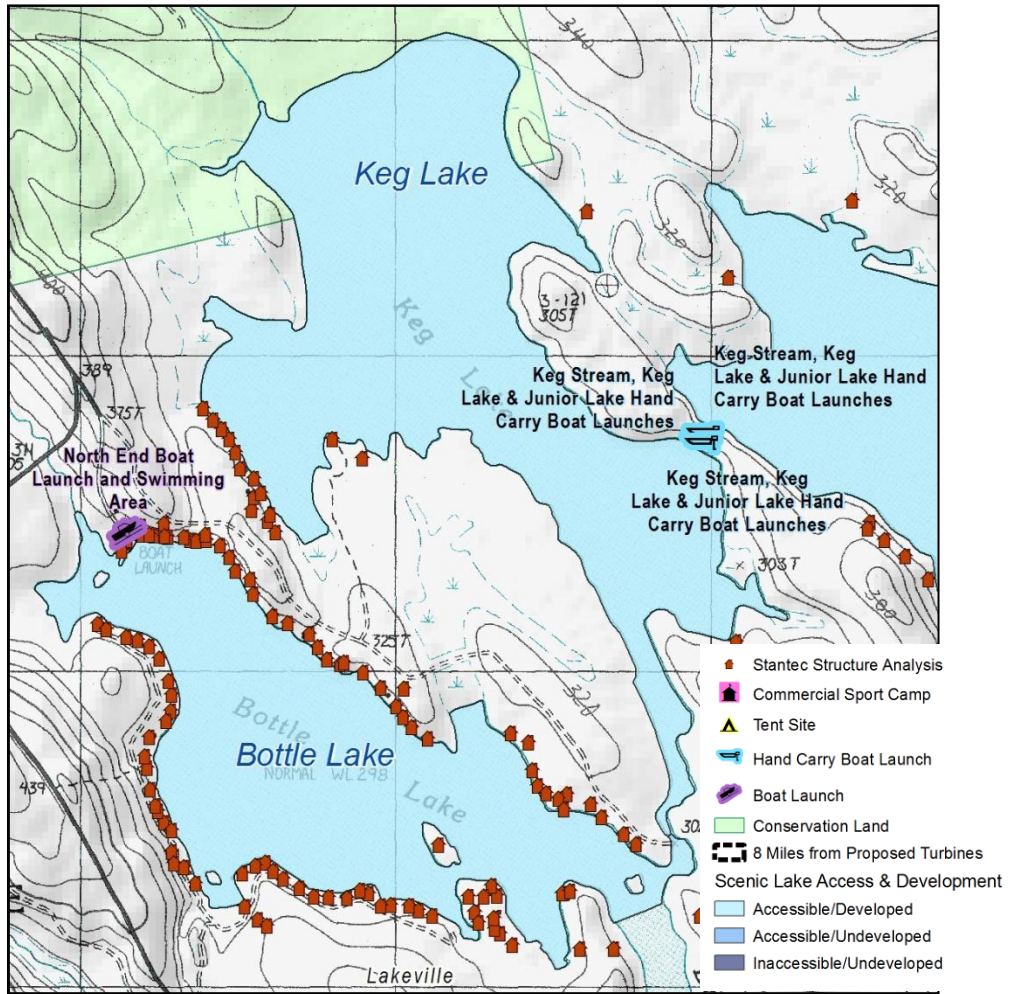 340
Keg Lake
320
320
3-121
305T
Keg
Lake
400
389
375T
Keg Stream, Keg
Lake & Junior Lake Hand
Carry Boat Launches
Keg Stream, Keg
Lake & Junior Lake Hand
Carry Boat Launches
North End Boat
Launch and Swimming
Area
BOAT
LAUNCH
Keg Stream, Keg
Lake & Junior Lake Hand
Carry Boat Launches
303T
380
325T
320
Bottle
Bottle Lake
NORMAL WL 298
Lake
439
Lakeville
Stantec Structure Analysis
Commercial Sport Camp
Tent Site
Hand Carry Boat Launch
Boat Launch
Conservation Land
8 Miles from Proposed Turbines
Scenic Lake Access & Development
Accessible/Developed
Accessible/Undeveloped
Inaccessible/Undeveloped